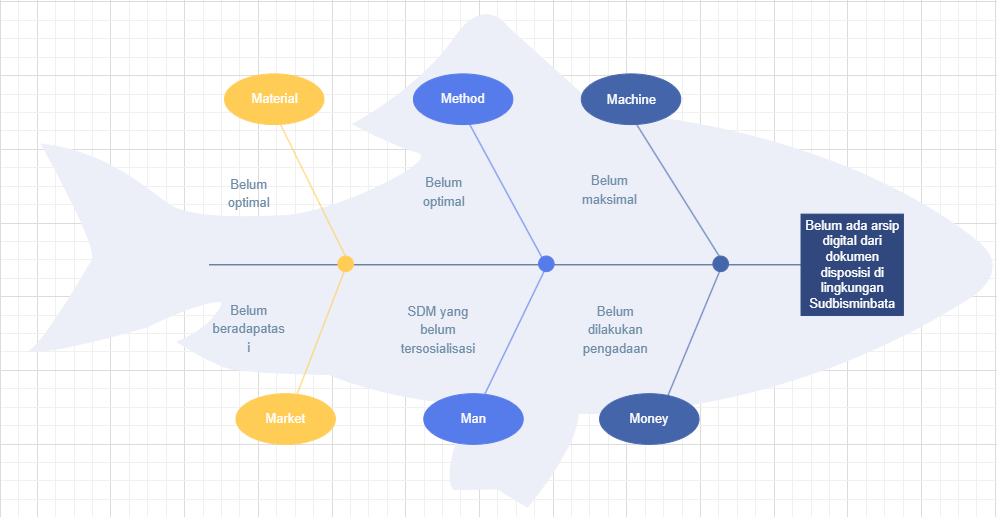 Material
Method
Machine
Belum
optimal
Belum
optimal
Belum
maksimal
Belum ada arsip
digital dari
dokumen
disposisi di
lingkungan
Sudbisminbata
Belum
beradapatas
i
SDM yang
belum
tersosialisasi
Belum
dilakukan
pengadaan
Market
Man
Money